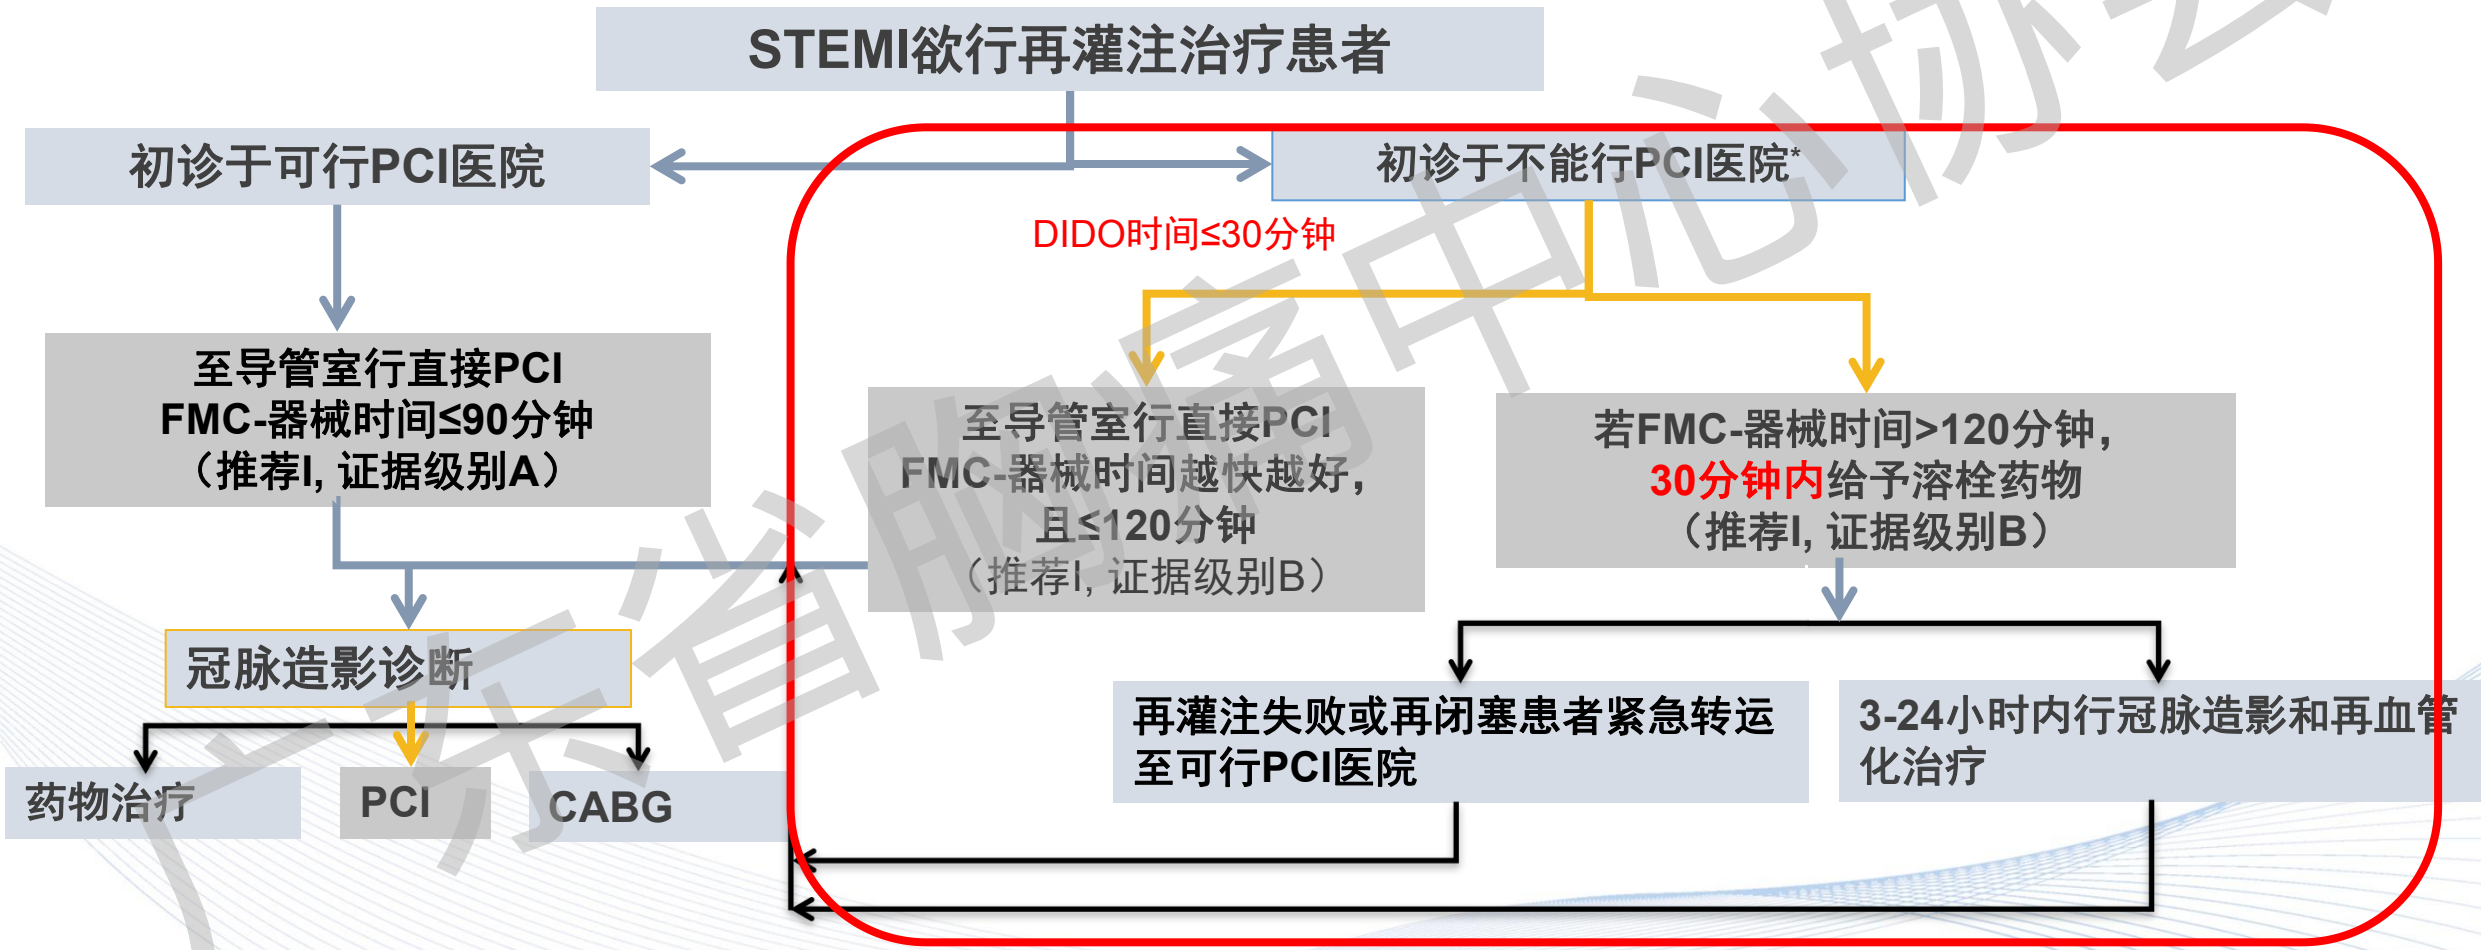 STEMI欲行再灌注治疗患者
初诊于可行PCI医院
初诊于不能行PCI医院*
DIDO时间≤30分钟
至导管室行直接PCI
FMC-器械时间≤90分钟
（推荐I, 证据级别A）
至导管室行直接PCI
FMC-器械时间越快越好，
且≤120分钟
（推荐I, 证据级别B）
若FMC-器械时间>120分钟，
30分钟内给予溶栓药物
（推荐I, 证据级别B）
冠脉造影诊断
再灌注失败或再闭塞患者紧急转运
至可行PCI医院
3-24小时内行冠脉造影和再血管
化治疗
药物治疗
PCI
CABG
广东省胸痛中心协会